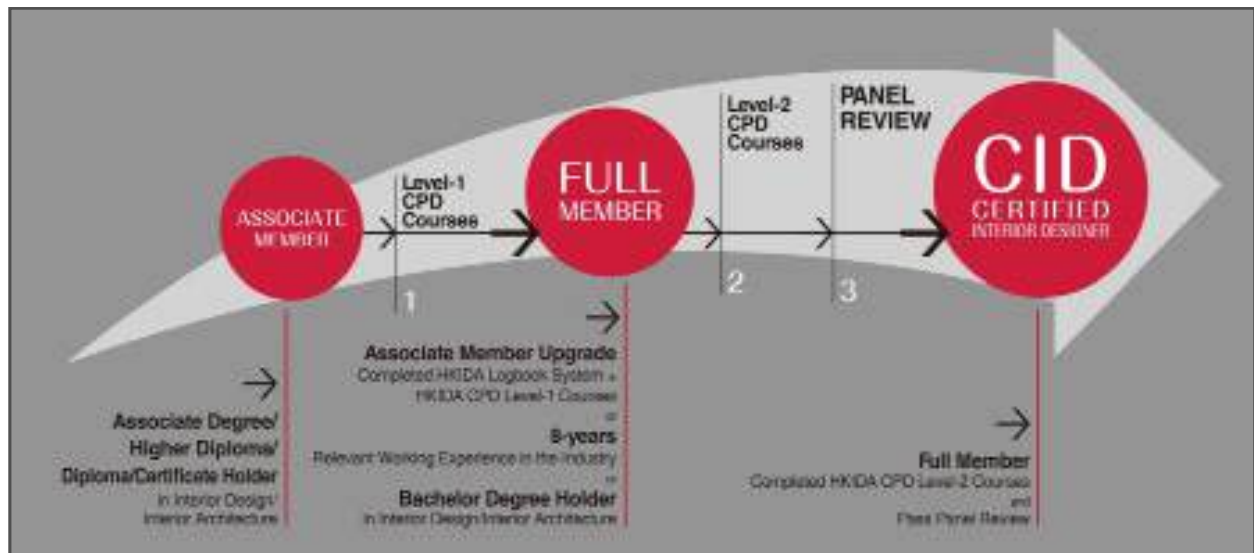 ASSOCIATE
MEMBER
Level-1
CPD
Courses
1
FULL
MEMBER
Level-2
CPD
Courses
2
PANEL
REVIEW
3
CID
CERTIFIED
INTERIOR DESIGNER
Associate Degree/
Higher Diploma/
Diploma/Certificate Holder
in Interior Design/
Interior Architecture
Associate Member Upgrade
Completed HKIDA Logbook System +
HKIDA CPD Level-1 Courses
or
-years
Relevant Working Experience in the Industry
or
Bachelor Degree Holder
in Interior Design/Interior Architecture
Full Member
Completed HKIDA CPD Level-2 Courses
and
Pass Panel Review